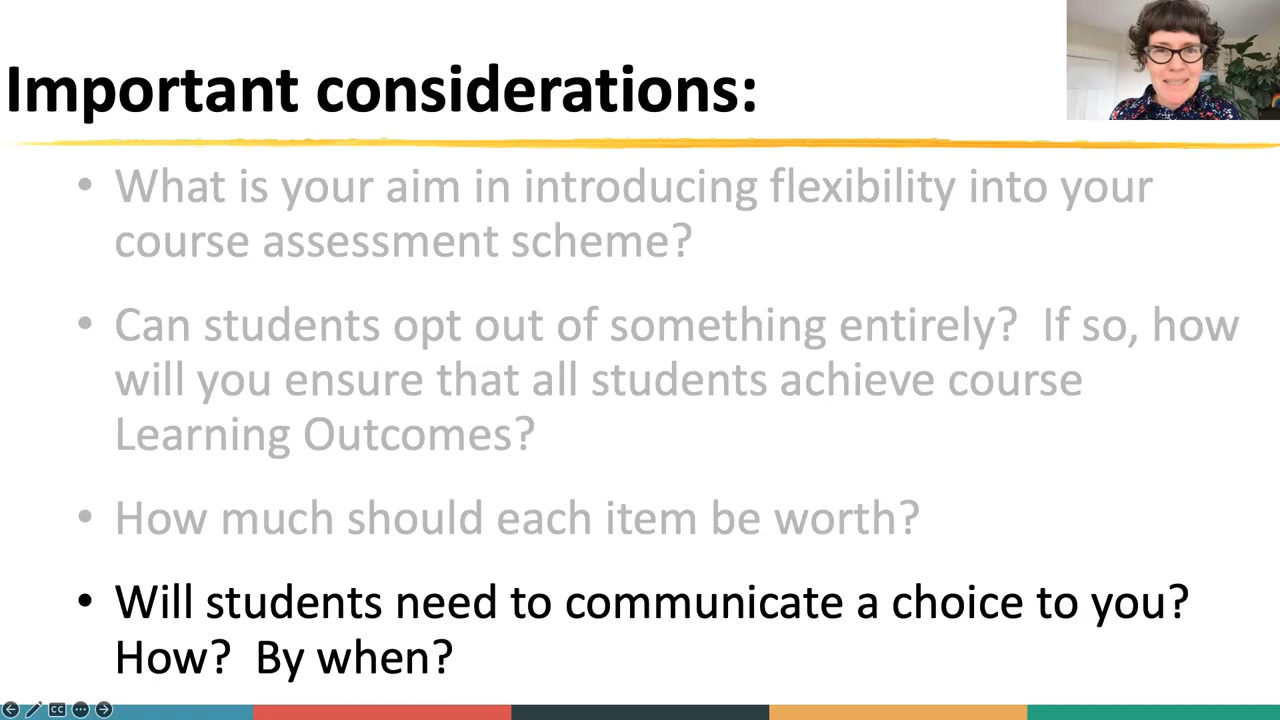 Important considerations:
• What is your aim in introducing flexibility into your
course assessment scheme?
• Can students opt out of something entirely?  If so, how
will you ensure that all students achieve course
Learning Outcomes?
• How much should each item be worth?
• Will students need to communicate a choice to you?
How?  By when?
CC